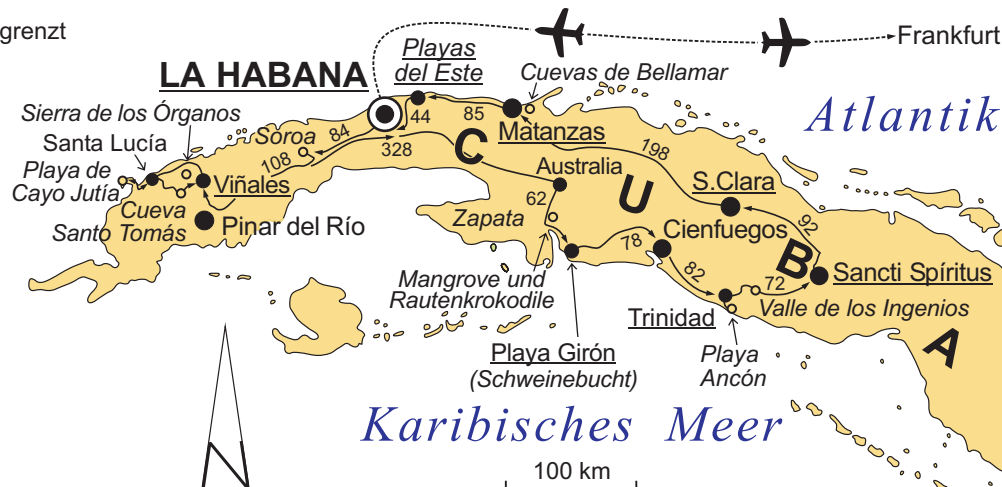 grenzt
Frankfurt
Playas
del Este
LA HABANA
Cuevas de Bellamar
Sierra de los Órganos
Atlantik
Santa Lucía
Soroa
84
44
85
Matanzas
C
198
Playa de
Cayo Jutía
108
328
Australia
Viñales
62
U
S.Clara
Cueva
Santo Tomás
Pinar del Río
Zapata
78
Cienfuegos
92
B
Sancti Spíritus
Mangrove und
Rautenkrokodile
82
72
Valle de los Ingenios
Trinidad
A
Playa Girón
(Schweinebucht)
Playa
Ancón
Karibisches Meer
N
100 km